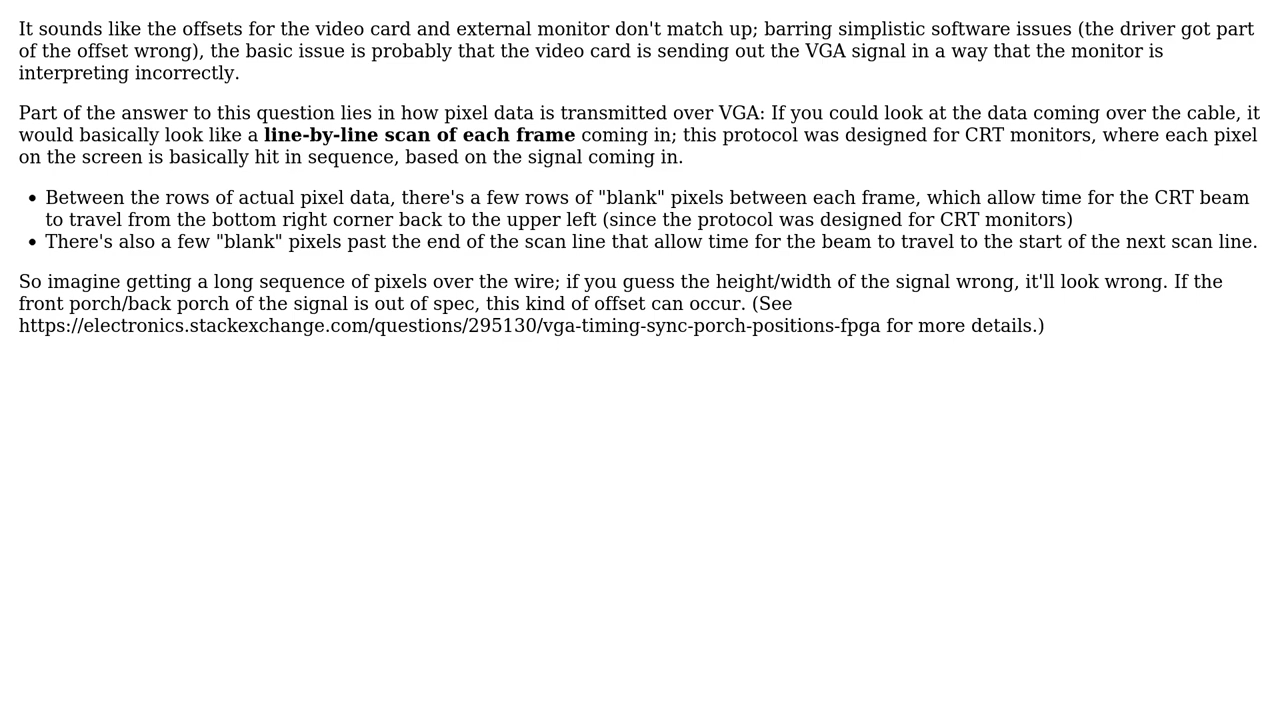 It sounds like the offsets for the video card and external monitor don't match up; barring simplistic software issues (the driver got part
of the offset wrong), the basic issue is probably that the video card is sending out the VGA signal in a way that the monitor is
interpreting incorrectly.
Part of the answer to this question lies in how pixel data is transmitted over VGA: If you could look at the data coming over the cable, it
would basically look like a line-by-line scan of each frame coming in; this protocol was designed for CRT monitors, where each pixel
on the screen is basically hit in sequence, based on the signal coming in.
• Between the rows of actual pixel data, there's a few rows of "blank" pixels between each frame, which allow time for the CRT beam
to travel from the bottom right corner back to the upper left (since the protocol was designed for CRT monitors)
• There's also a few "blank" pixels past the end of the scan line that allow time for the beam to travel to the start of the next scan line.
So imagine getting a long sequence of pixels over the wire; if you guess the height/width of the signal wrong, it'll look wrong. If the
front porch/back porch of the signal is out of spec, this kind of offset can occur. (See
https://electronics.stackexchange.com/questions/295130/vga-timing-sync-porch-positions-fpga for more details.)